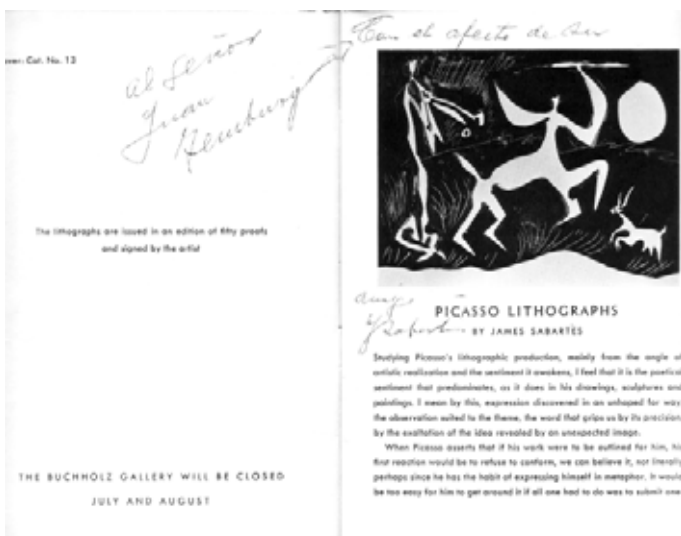 over: Cat. No. 13
al Señor
Juan
The lithographs are issued in an edition of fifty proofs
and signed by the artist
THE BUCHHOLZ GALLERY WILL BE CLOSED
JULY AND AUGUST
Con el afecto de su
amigo
J Sabartés
PICASSO LITHOGRAPHS
BY JAMES SABARTÈS
Studying Picasso's lithographic production, mainly from the angle of
artistic realization and the sentiment it awakens, I feel that it is the poetical
sentiment that predominates, as it does in his drawings, sculptures and
paintings. I mean by this, expression discovered in an unhoped for way,
the observation suited to the theme, the word that grips us by its precision,
by the exaltation of the idea revealed by an unexpected image.
When Picasso asserts that if his work were to be outlined for him, his
first reaction would be to refuse to conform, we can believe it, not literally
perhaps since he has the habit of expressing himself in metaphor. It would
be too easy for him to get around it if all one had to do was to submit one